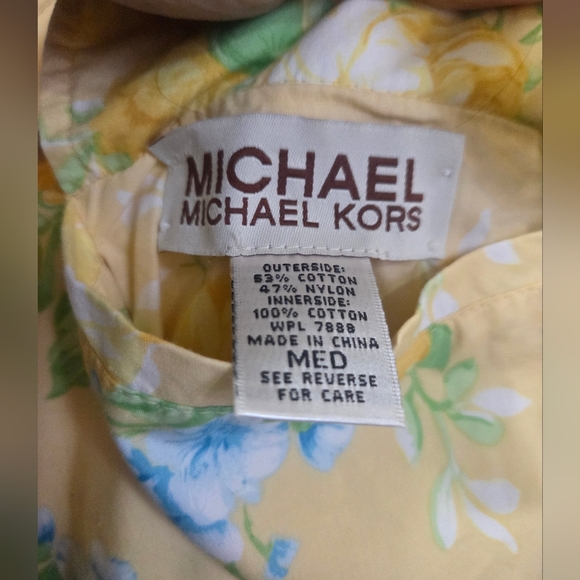 MICHAEL
MICHAEL KORS
OUTERSIDE:
53% COTTON
47% NYLON
INNERSIDE:
100% COTTON
WPL 7888
MADE IN CHINA
MED
SEE REVERSE
FOR CARE